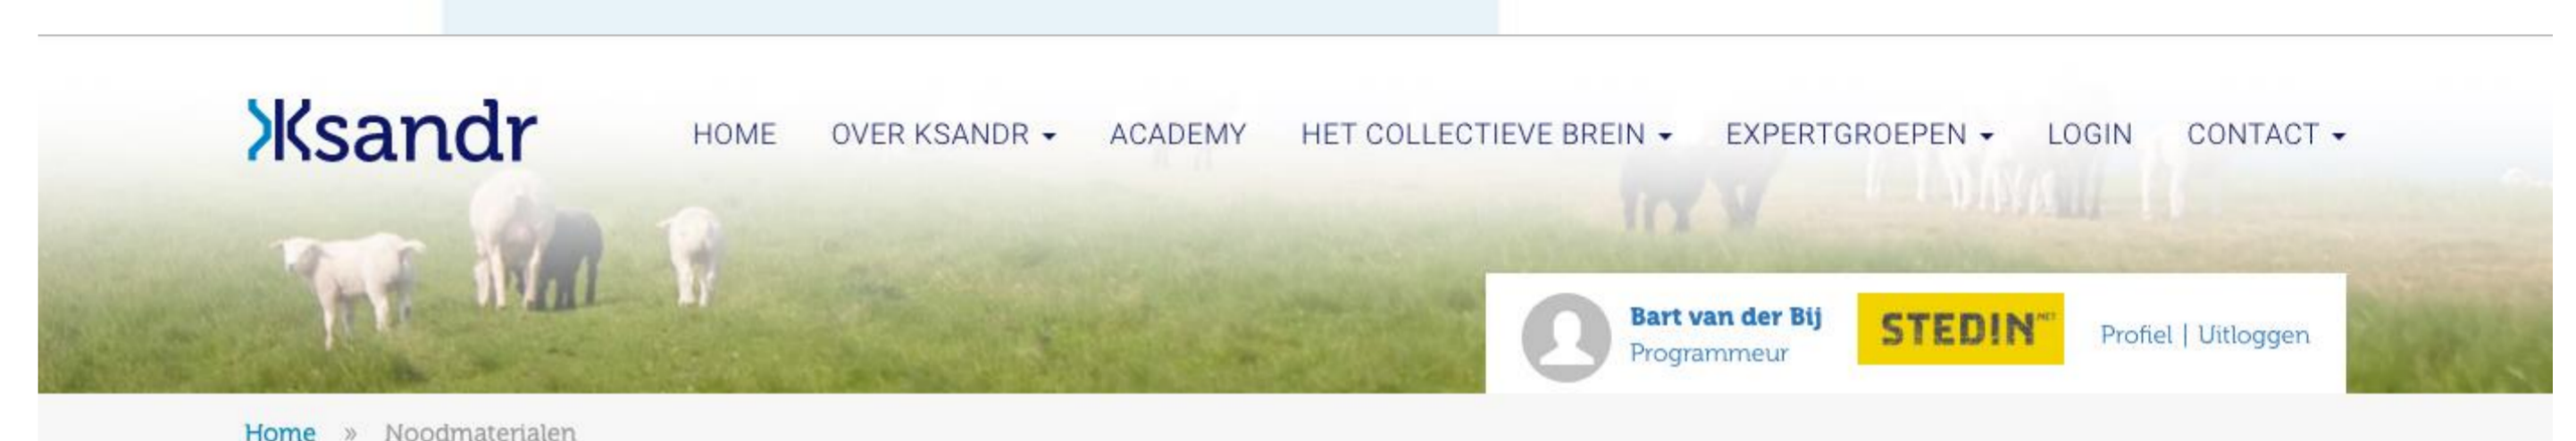 Ksandr
HOME OVER KSANDR ACADEMY HET COLLECTIEVE BREIN EXPERTGROEPEN LOGIN CONTACT
Bart van der Bij
Programmeur
STEDIN NET
Profiel | Uitloggen
Home » Noodmaterialen